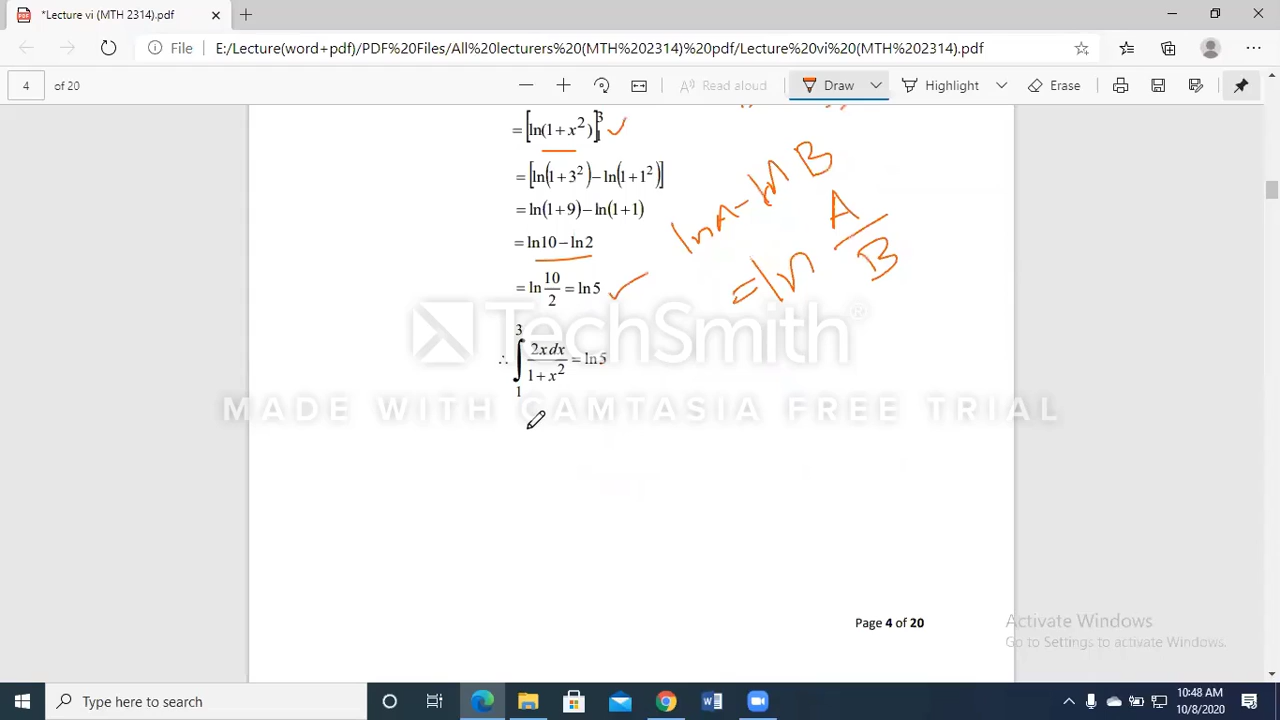 *Lecture vi (MTH 2314).pdf
File E:/Lecture(word+pdf)/PDF%20Files/All%20lecturers%20(MTH%202314)%20pdf/Lecture%20vi%20(MTH%202314).pdf
4 of 20 Read aloud Draw Highlight Erase
= [ln(1 + x²)]₁³
= [ln(1 + 3²) − ln(1 + 1²)]
= ln(1 + 9) − ln(1 + 1)
= ln10 − ln2
= ln 10/2 = ln5
lnA - ln B
= ln A/B
∴ ∫₁³ 2x dx / 1 + x² = ln5
TechSmith®
MADE WITH CAMTASIA FREE TRIAL
Page 4 of 20
Activate Windows
Go to Settings to activate Windows.
Type here to search
10:48 AM
10/8/2020